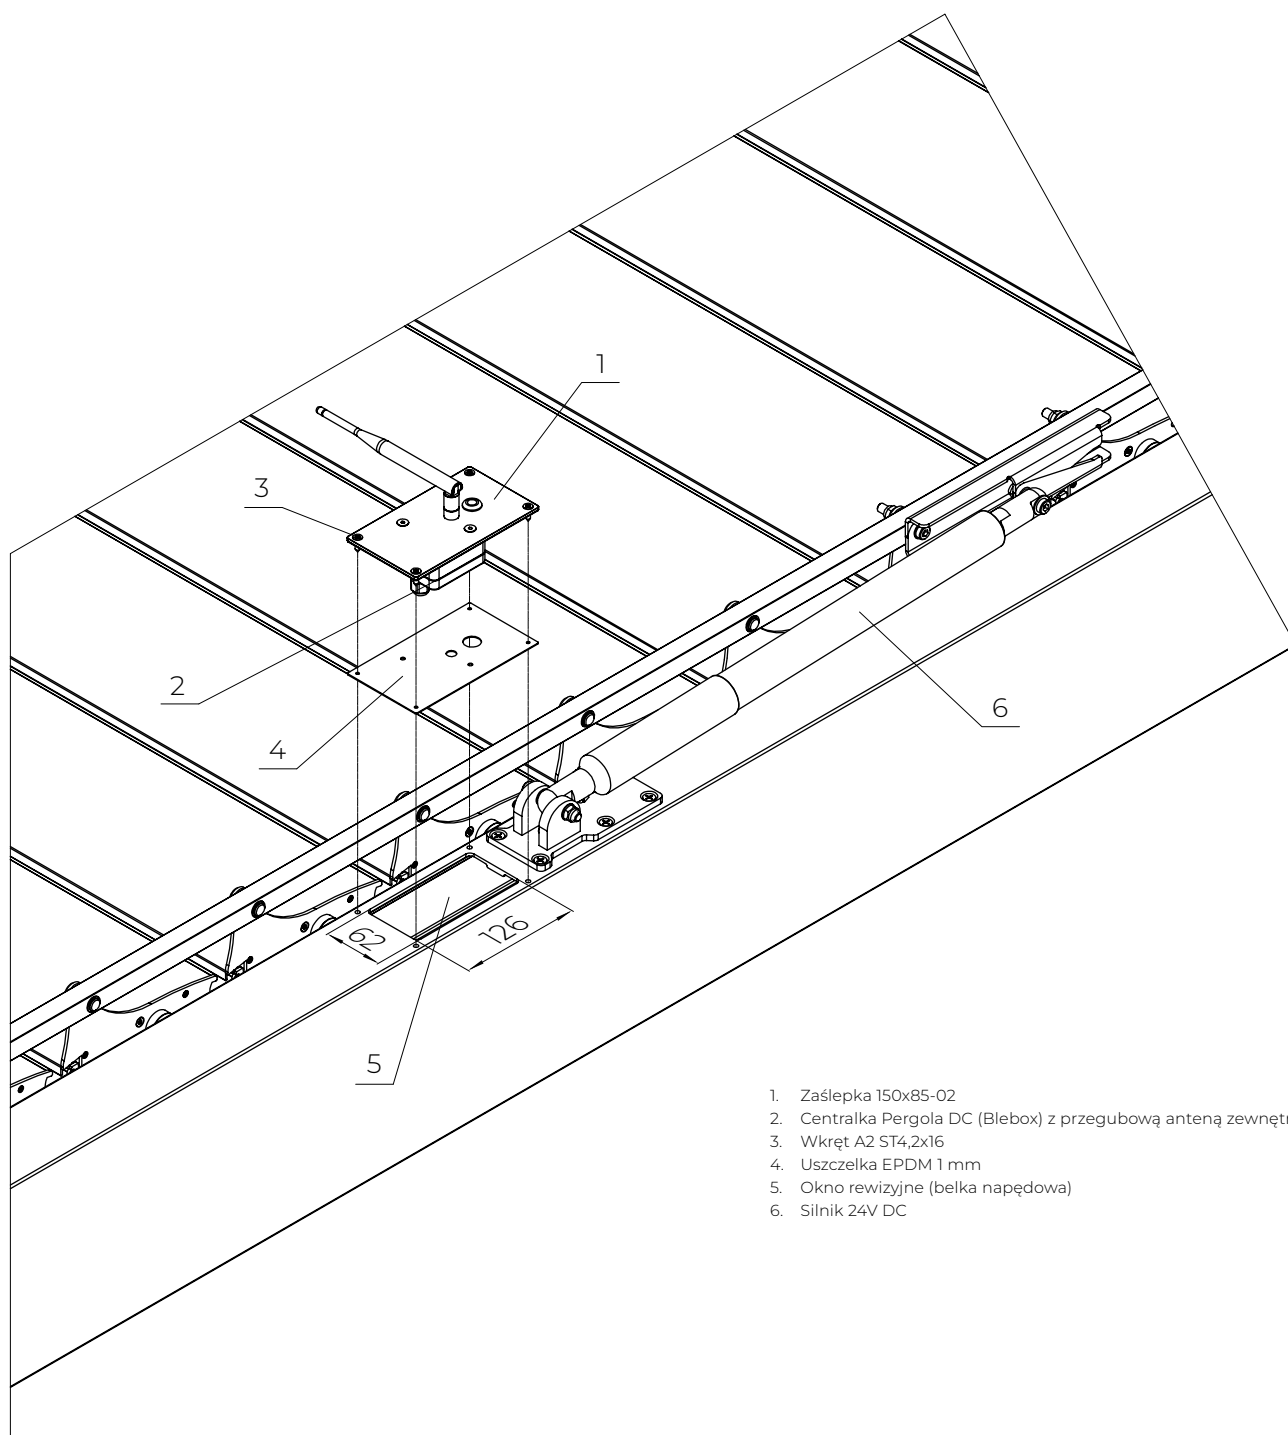 1
3
2
4
6
62
126
5
1. Zaślepka 150x85-02
2. Centralka Pergola DC (Blebox) z przegubową anteną
3. Wkręt A2 ST4,2x16
4. Uszczelka EPDM 1 mm
5. Okno rewizyjne (belka napędowa)
6. Silnik 24V DC